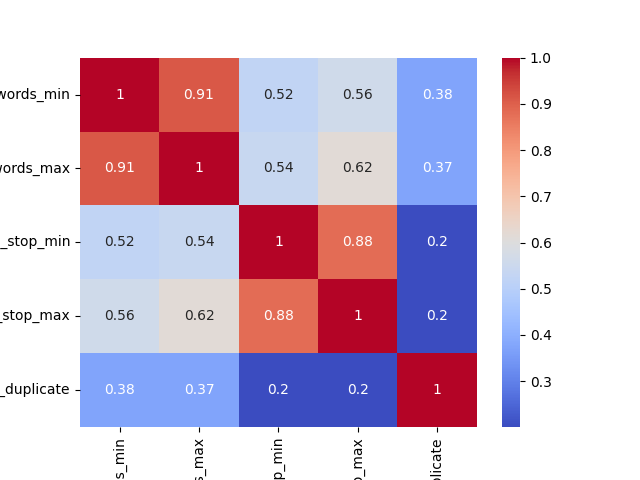 words_min 1 0.91 0.52 0.56 0.38
words_max 0.91 1 0.54 0.62 0.37
_stop_min 0.52 0.54 1 0.88 0.2
_stop_max 0.56 0.62 0.88 1 0.2
_duplicate 0.38 0.37 0.2 0.2 1
s_min
s_max
p_min
p_max
plicate
1.0
0.9
0.8
0.7
0.6
0.5
0.4
0.3